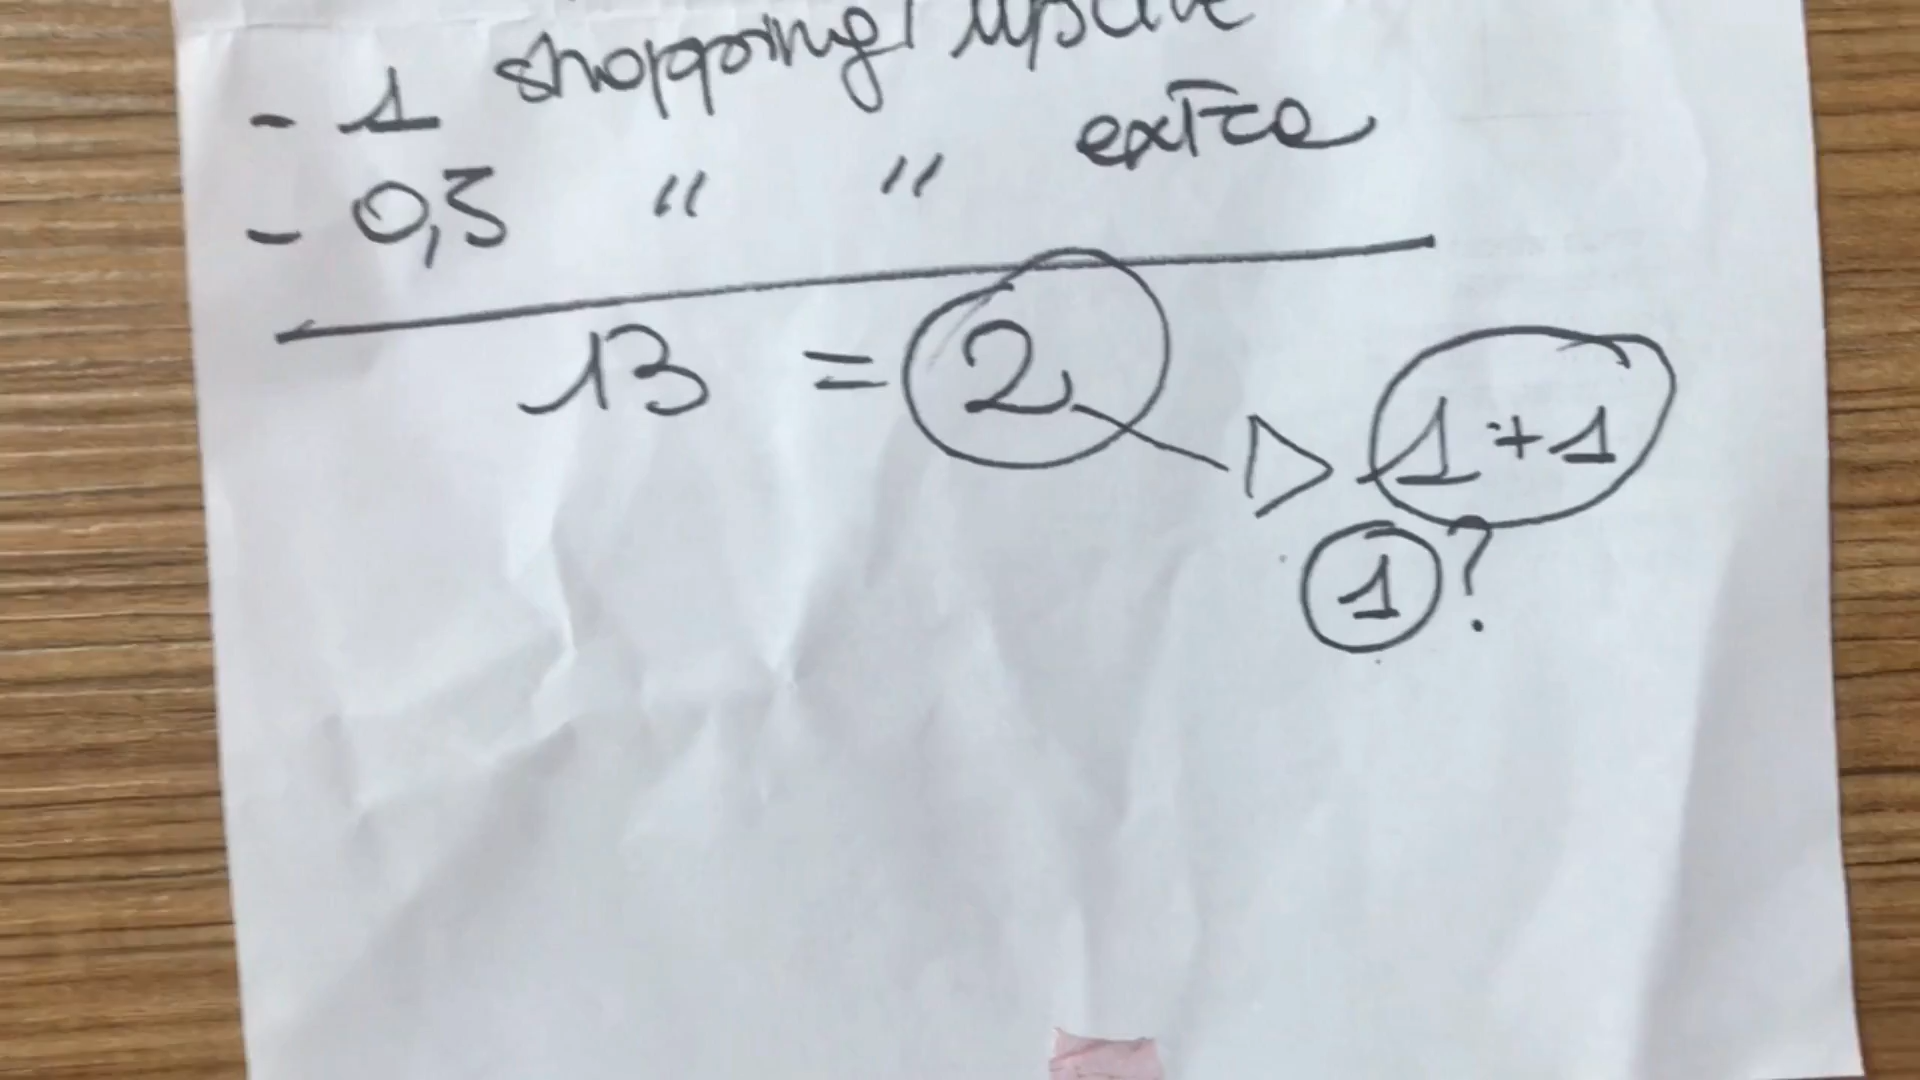 - 1 shopping/
- 0,5 " " extra
13 = 2 ▷ 1 + 1
1 ?